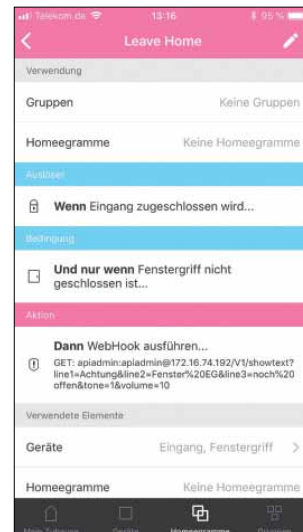 Telekom.de 13:16 95 %
Leave Home
Verwendung
Gruppen Keine Gruppen
Homeegramme Keine Homeegramme
Auslöser
Wenn Eingang zugeschlossen wird...
Bedingung
Und nur wenn Fenstergriff nicht
geschlossen ist...
Aktion
Dann WebHook ausführen...
GET: apiadmin:apiadmin@172.16.74.192/V1/showtext?
line1=Achtung&line2=Fenster%20EG&line3=noch%20
offen&tone=1&volume=10
Verwendete Elemente
Geräte Eingang, Fenstergriff
Homeegramme Keine Homeegramme
Mein Zuhause Geräte Homeegramme Gruppen